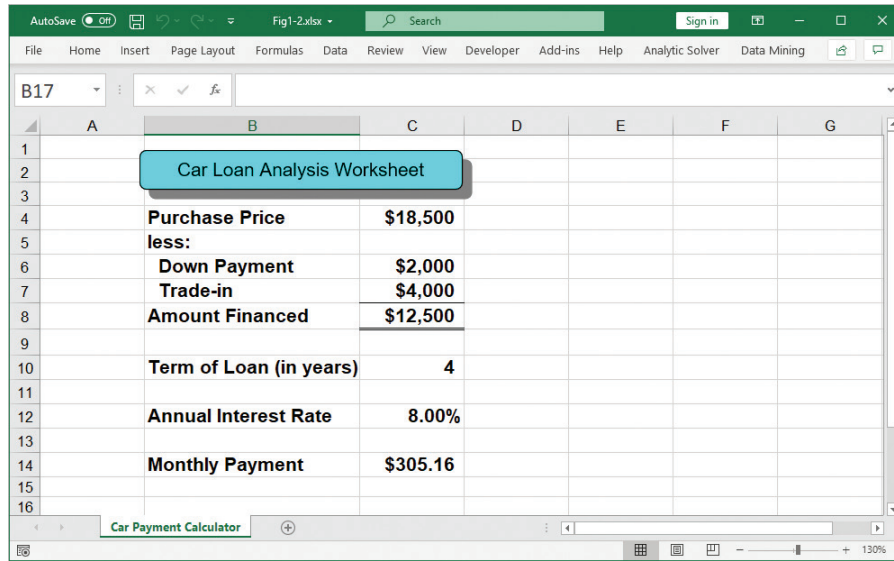 AutoSave Off Fig1-2.xlsx Search Sign in
File Home Insert Page Layout Formulas Data Review View Developer Add-ins Help Analytic Solver Data Mining
B17 fx
A B C D E F G
1
2 Car Loan Analysis Worksheet
3
4 Purchase Price $18,500
5 less:
6 Down Payment $2,000
7 Trade-in $4,000
8 Amount Financed $12,500
9
10 Term of Loan (in years) 4
11
12 Annual Interest Rate 8.00%
13
14 Monthly Payment $305.16
15
16
Car Payment Calculator
130%